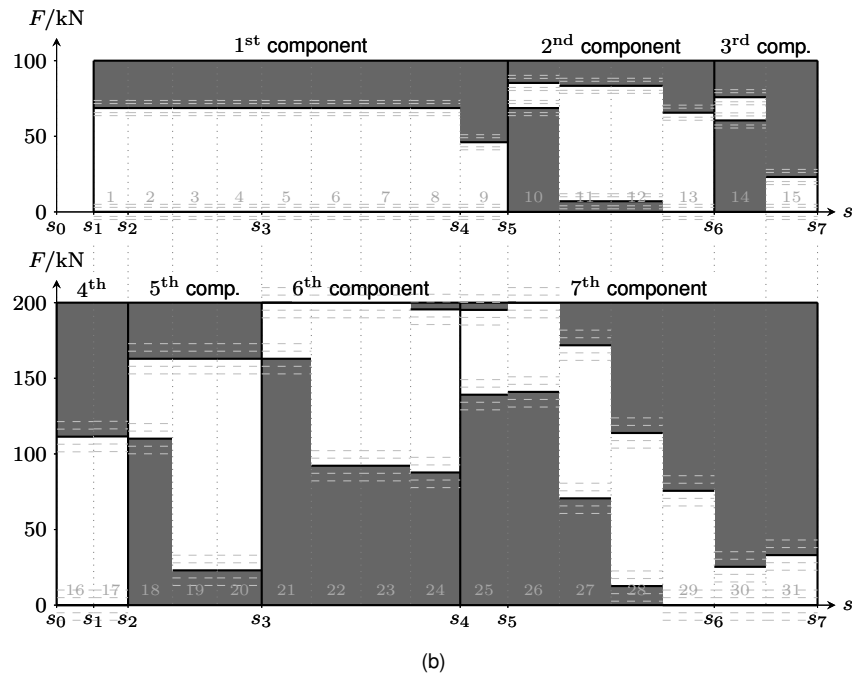 F/kN
1st component 2nd component 3rd comp.
100
50
0
1 2 3 4 5 6 7 8 9 10 11 12 13 14 15
s0 s1 s2 s3 s4 s5 s6 s7 s
F/kN
4th 5th comp. 6th component 7th component
200
150
100
50
0
16 17 18 19 20 21 22 23 24 25 26 27 28 29 30 31
s0 s1 s2 s3 s4 s5 s6 s7 s
(b)